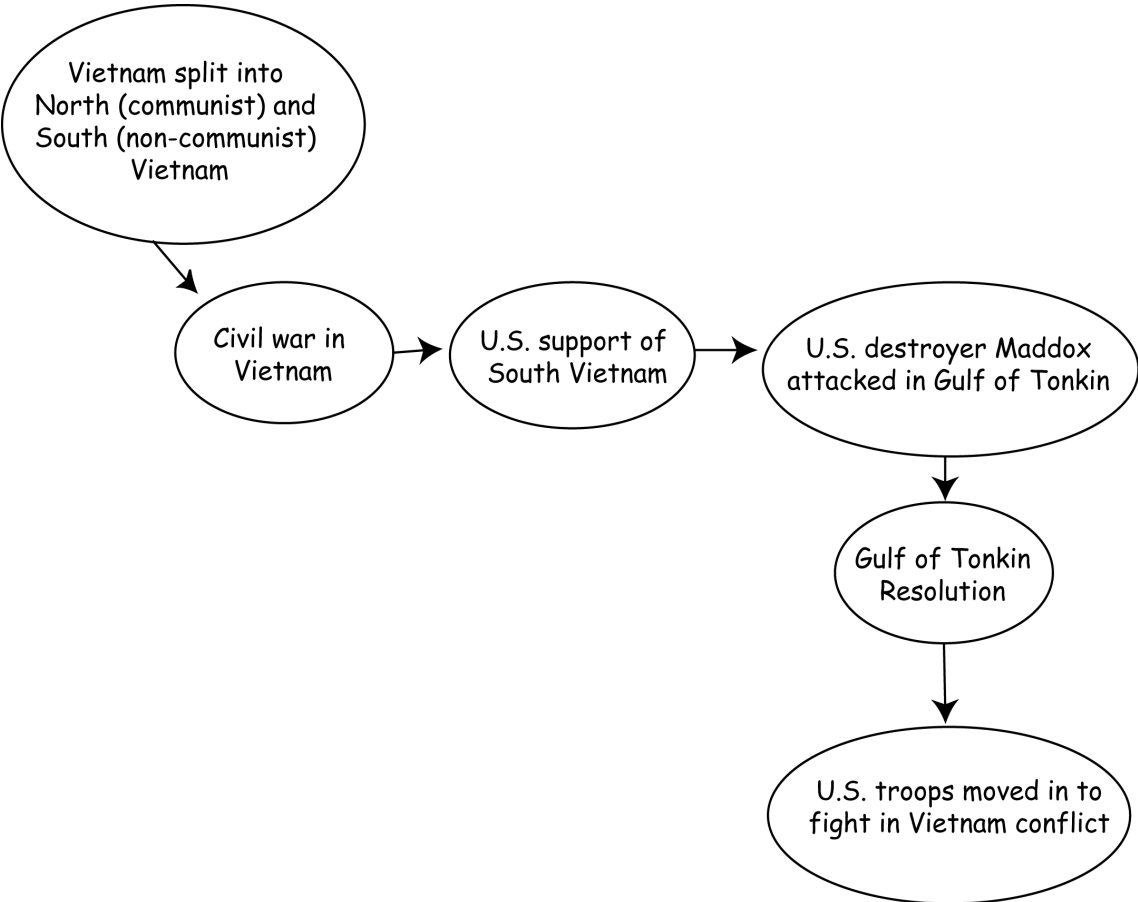 Vietnam split into
North (communist) and
South (non-communist)
Vietnam
Civil war in
Vietnam
U.S. support of
South Vietnam
U.S. destroyer Maddox
attacked in Gulf of Tonkin
Gulf of Tonkin
Resolution
U.S. troops moved in to
fight in Vietnam conflict